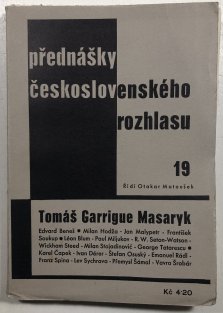 přednášky
československého
rozhlasu
19
Řídí Otakar Matoušek
Tomáš Garrigue Masaryk
Edvard Beneš • Milan Hodža - Jan Malypetr - František
Soukup • Léon Blum - Paul Miljukov - R. W. Seton-Watson -
Wickham Steed - Milan Stojadinović - George Tatarescu •
Karel Čapek - Ivan Dérer - Štefan Osuský - Emanuel Rádl -
Franz Spina - Lev Sychrava - Přemysl Šámal - Vavro Šrobár
Kč 4·20